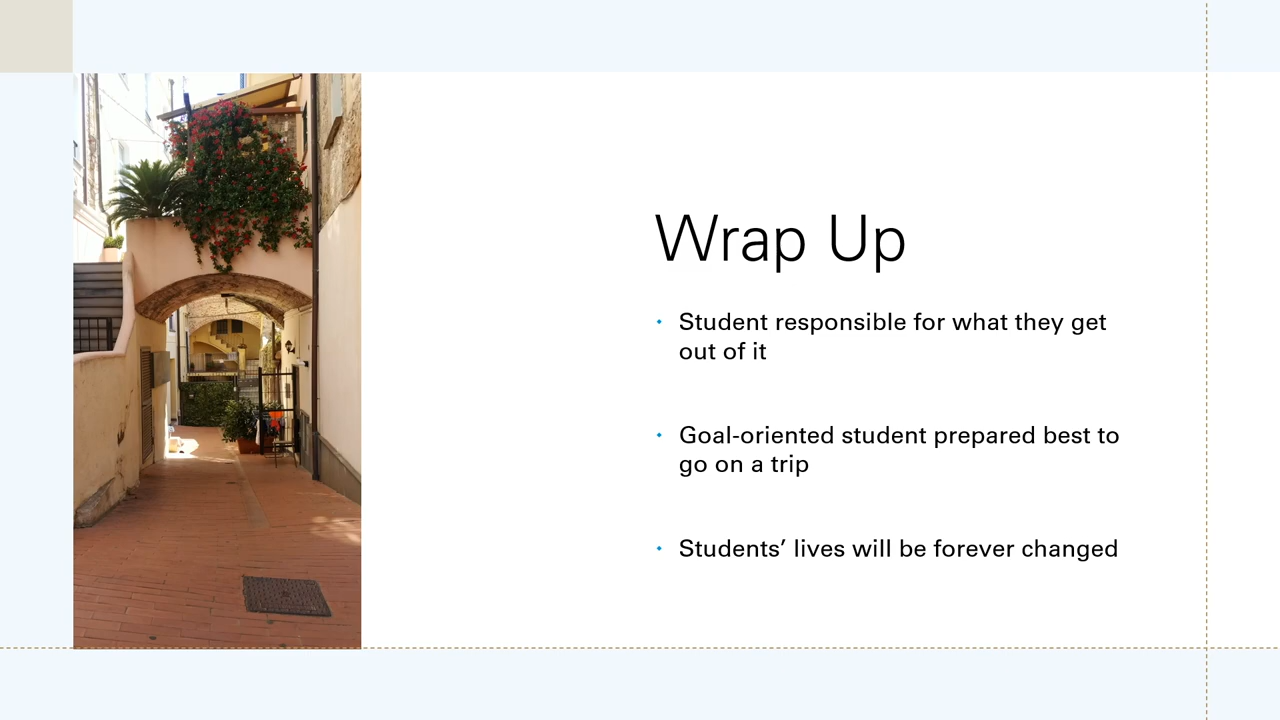 Wrap Up
Student responsible for what they get
out of it
Goal-oriented student prepared best to
go on a trip
Students’ lives will be forever changed